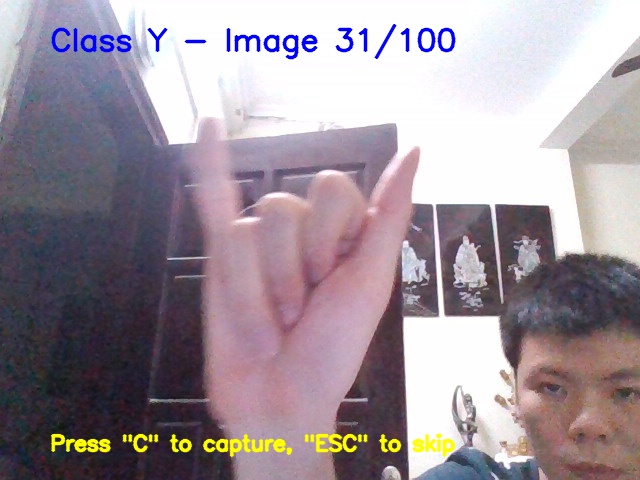 Class Y - Image 31/100
Press "C" to capture, "ESC" to skip